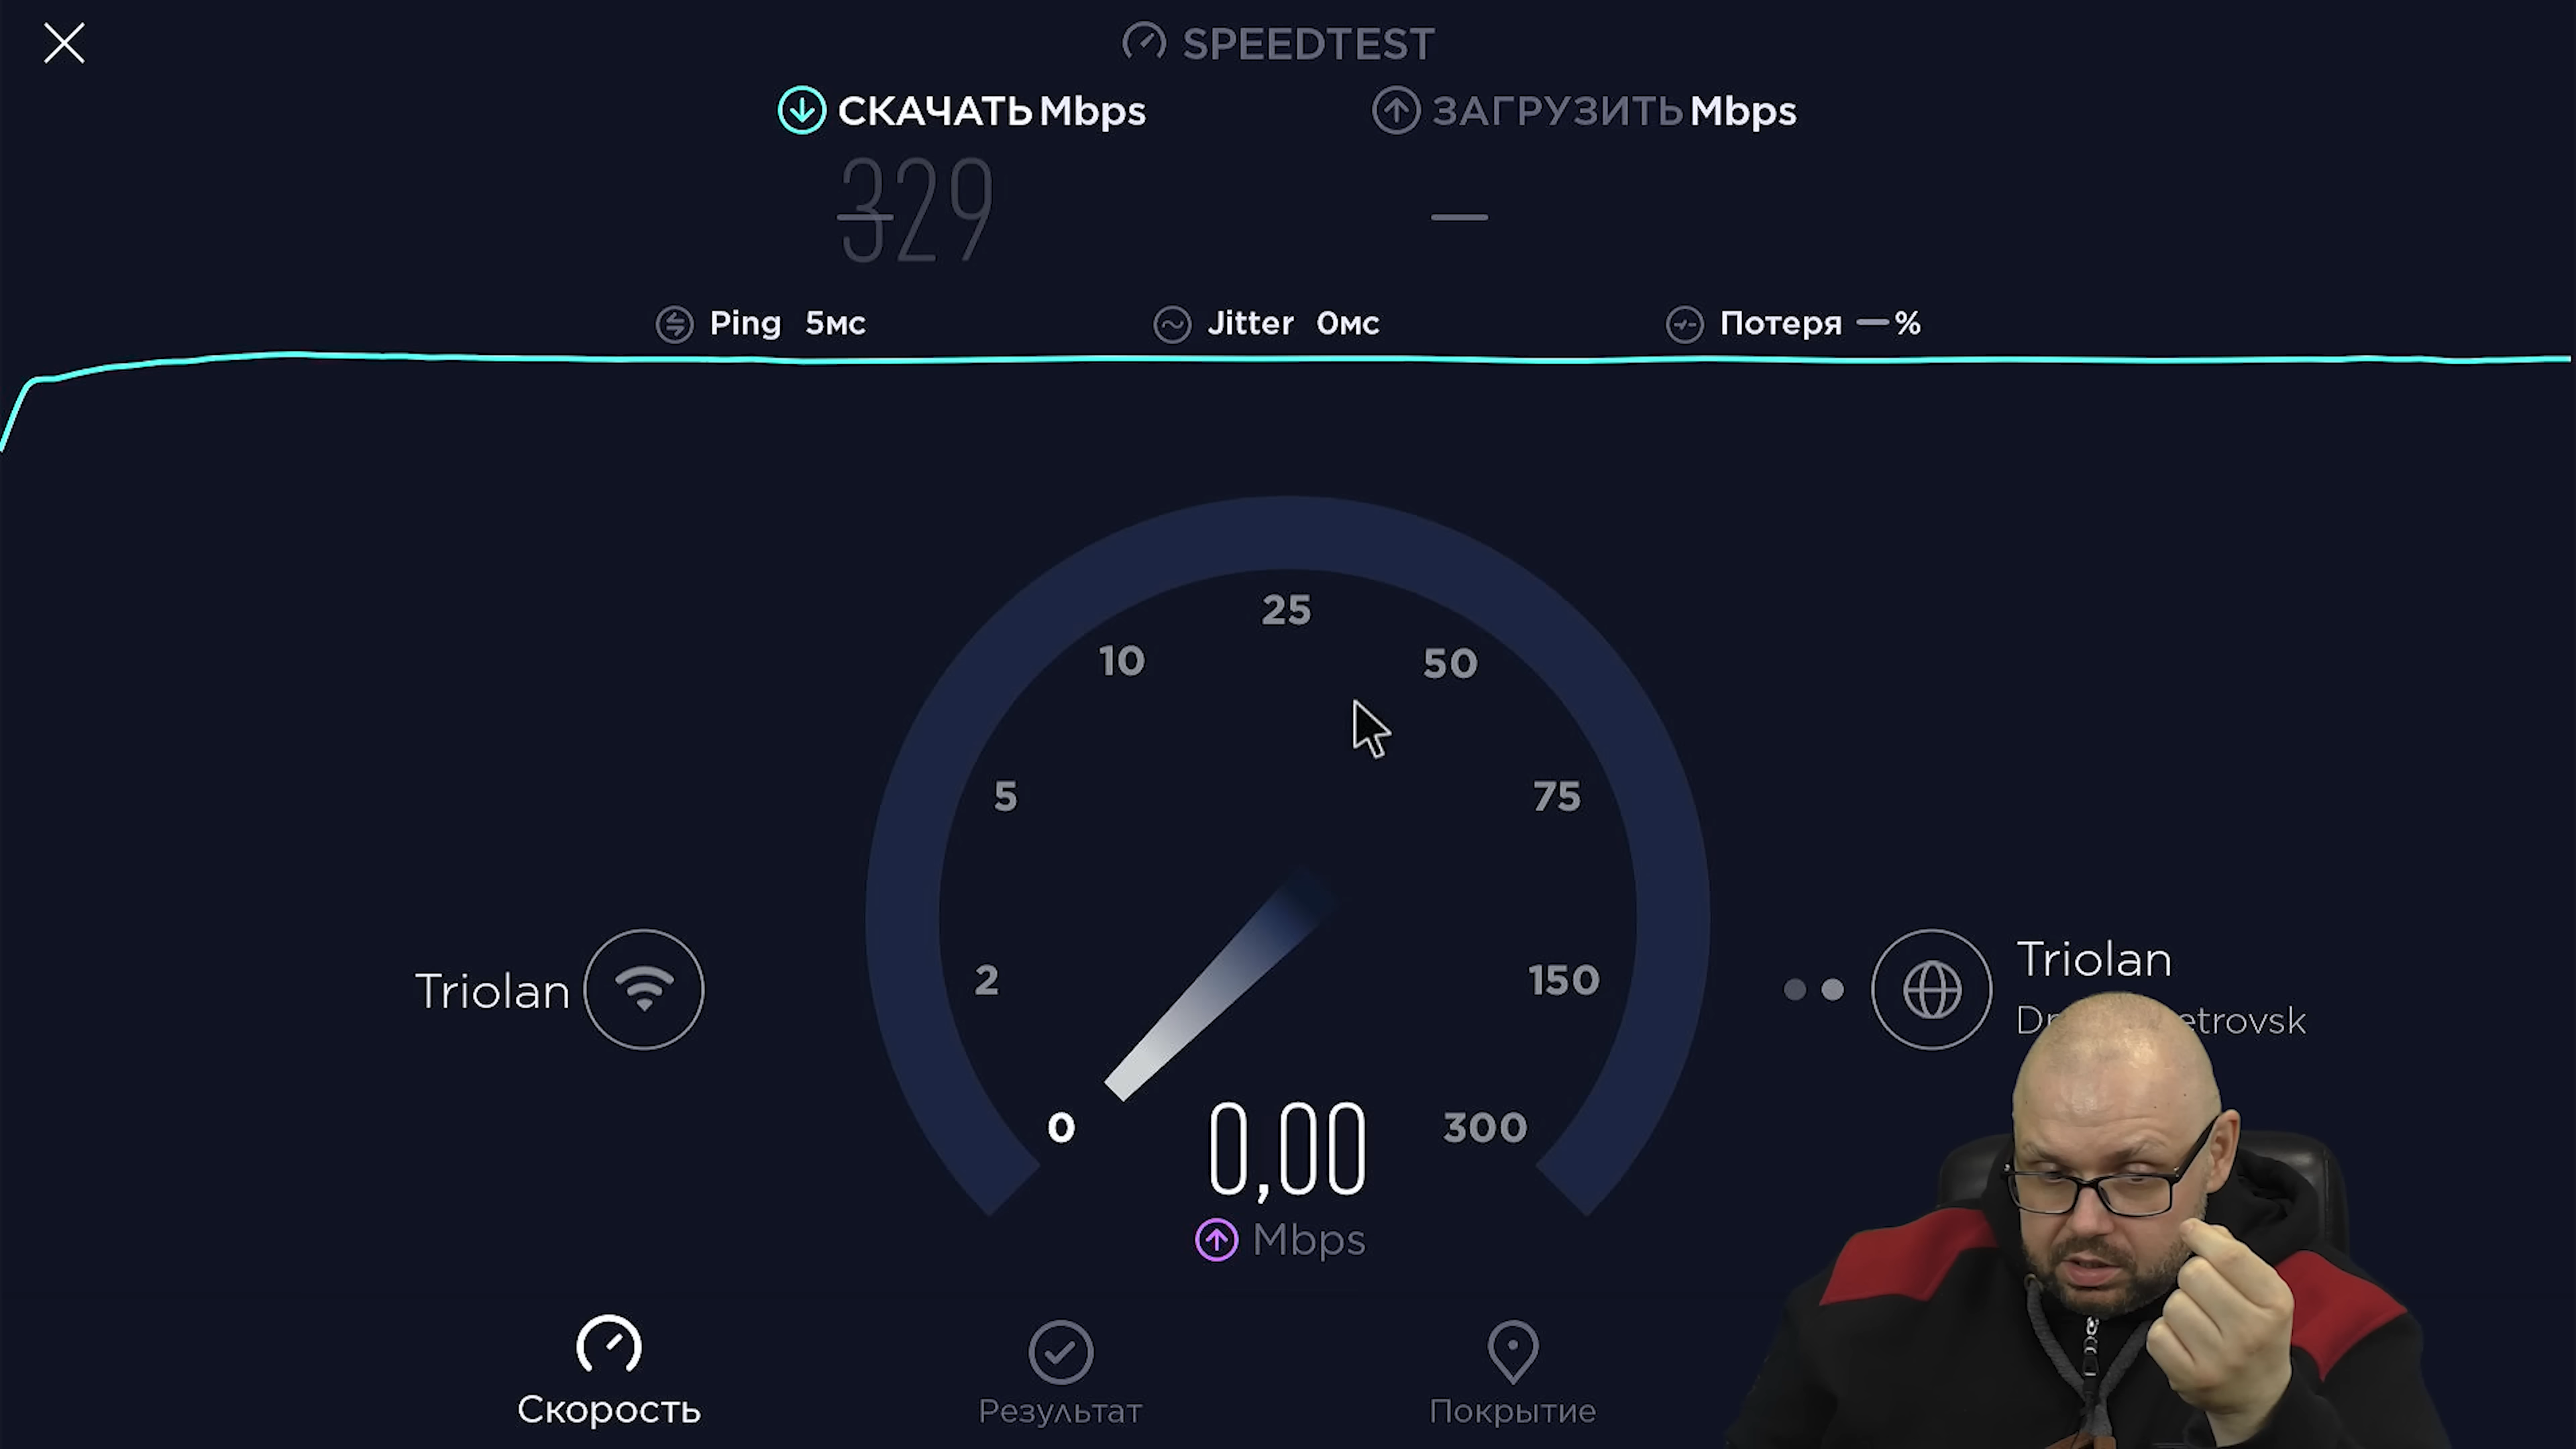 SPEEDTEST
СКАЧАТЬ Mbps
ЗАГРУЗИТЬ Mbps
329
—
Ping 5мс
Jitter 0мс
Потеря —%
25
10
50
5
75
2
150
0
300
0,00
Mbps
Triolan
Triolan
Скорость
Результат
Покрытие